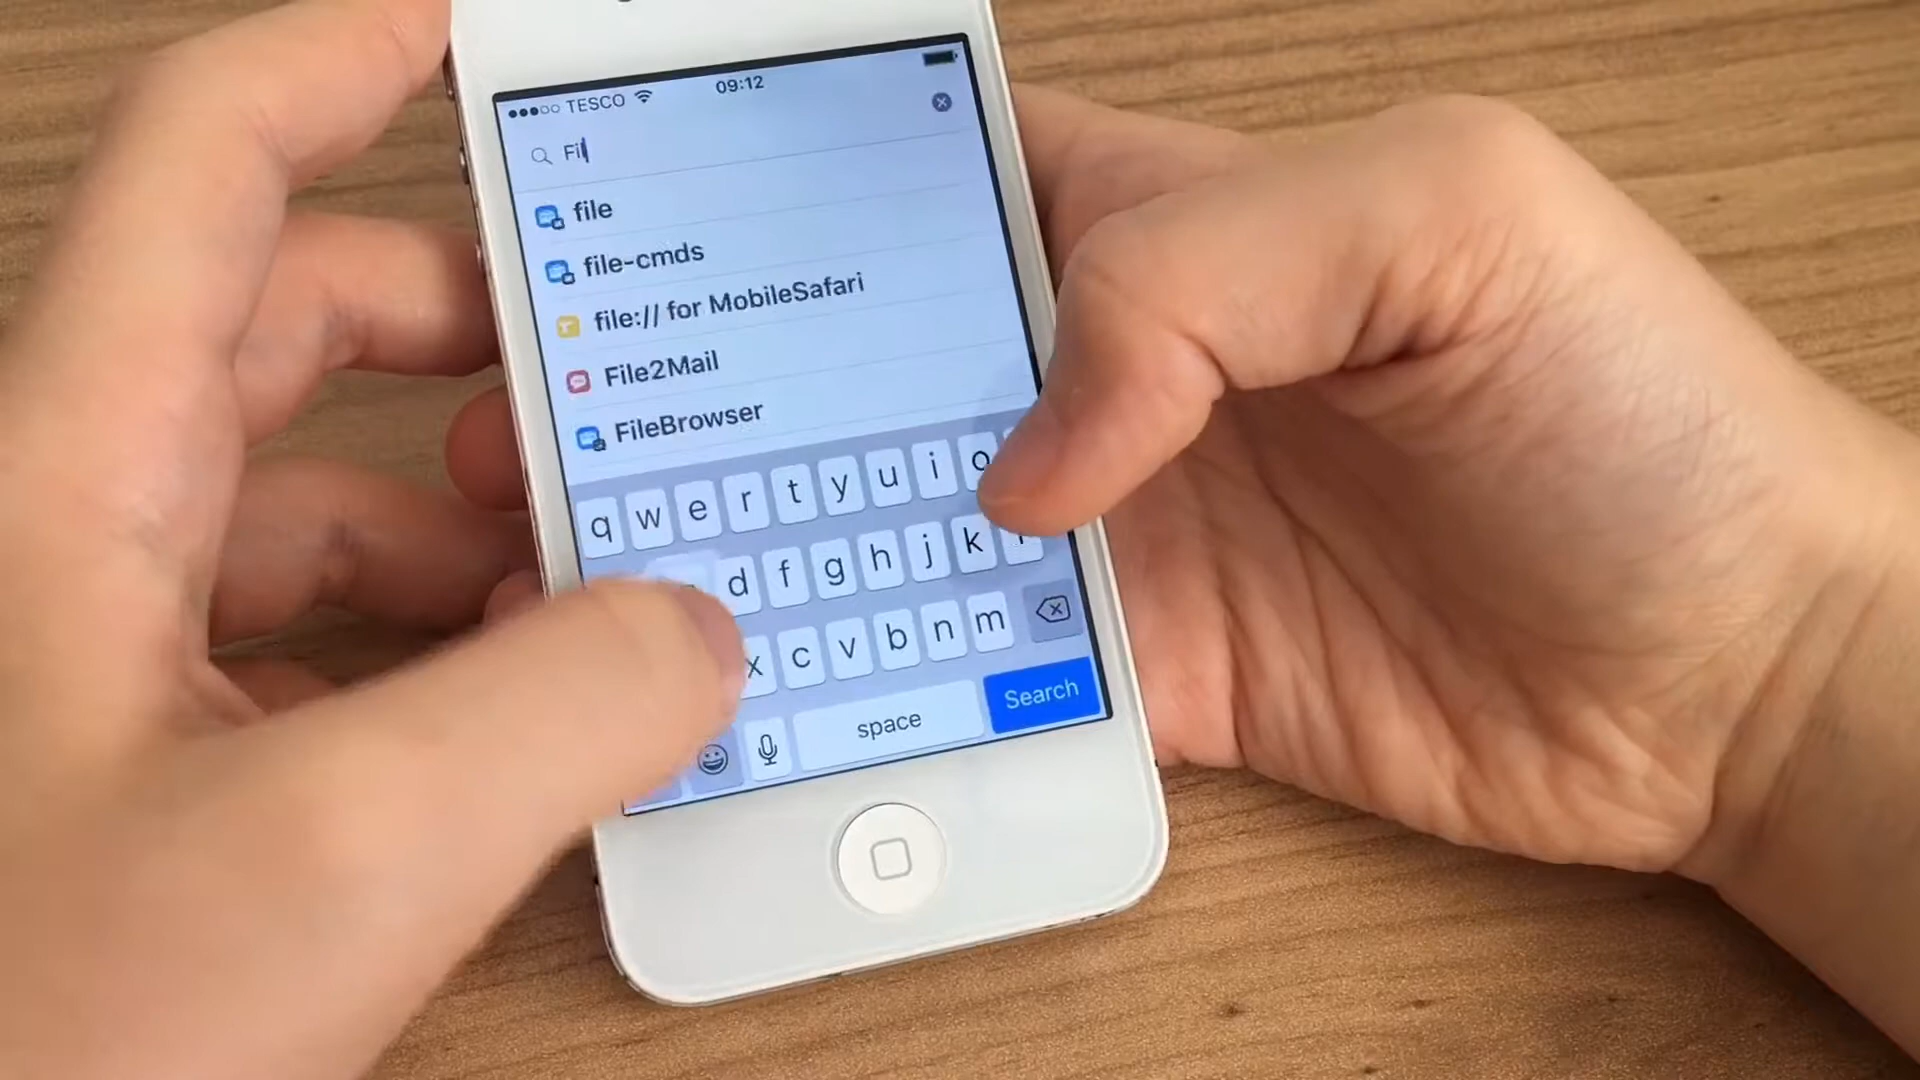 TESCO 09:12
Fil
file
file-cmds
file:// for MobileSafari
File2Mail
FileBrowser
q w e r t y u i o
d f g h j k
x c v b n m
space Search